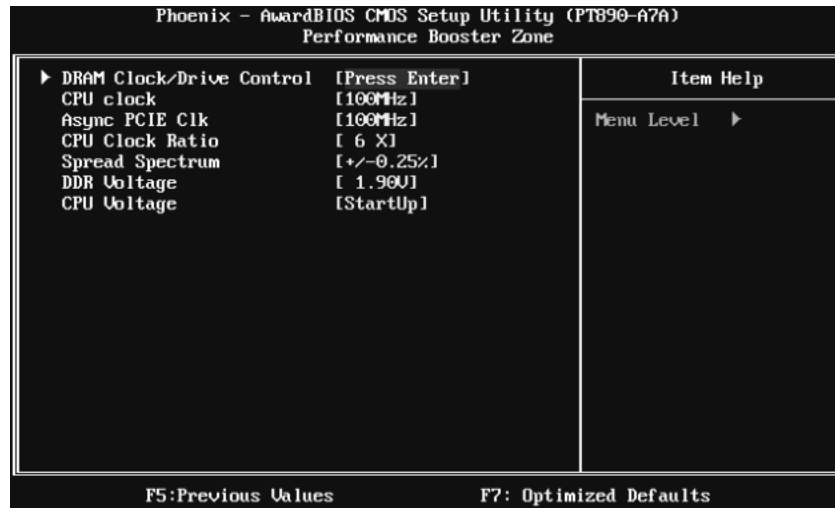 Phoenix - AwardBIOS CMOS Setup Utility (PT890-A7A)
Performance Booster Zone
DRAM Clock/Drive Control [Press Enter]
CPU clock [100MHz]
Async PCIE Clk [100MHz]
CPU Clock Ratio [ 6 X]
Spread Spectrum [+/-0.25%]
DDR Voltage [ 1.90V]
CPU Voltage [StartUp]
Item Help
Menu Level
F5:Previous Values F7: Optimized Defaults